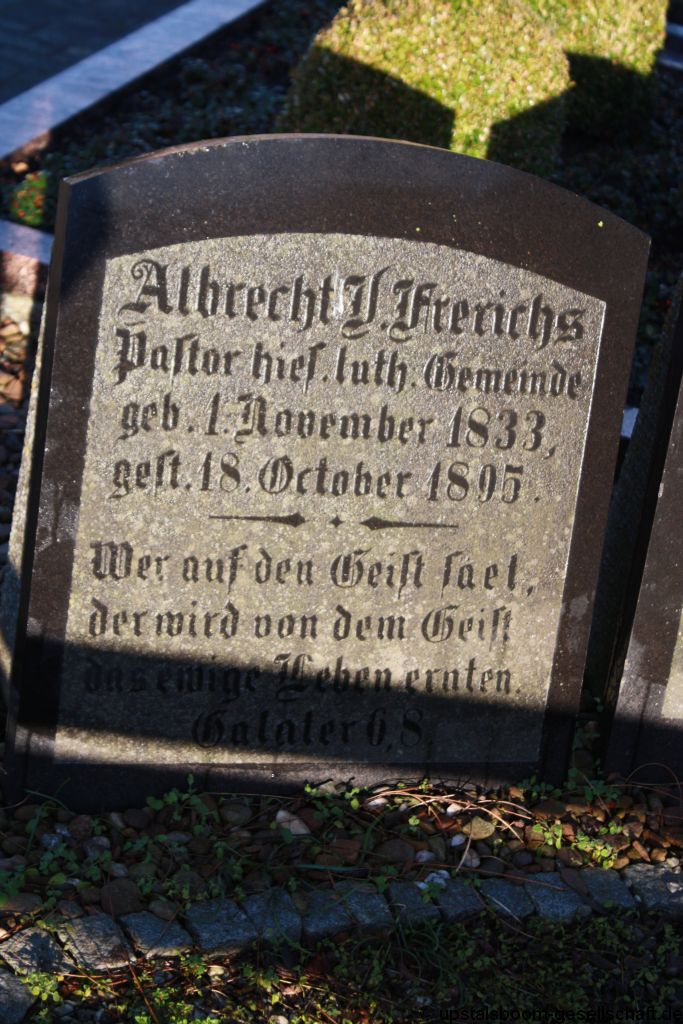 Albrecht J. Frerichs
Pastor hies. luth. Gemeinde
geb. 1. November 1833,
gest. 18. October 1895.
Wer auf den Geist säet,
der wird von dem Geist
das ewige Leben ernten.
Galater 6,8.
upstalsboom-gesellschaft.de